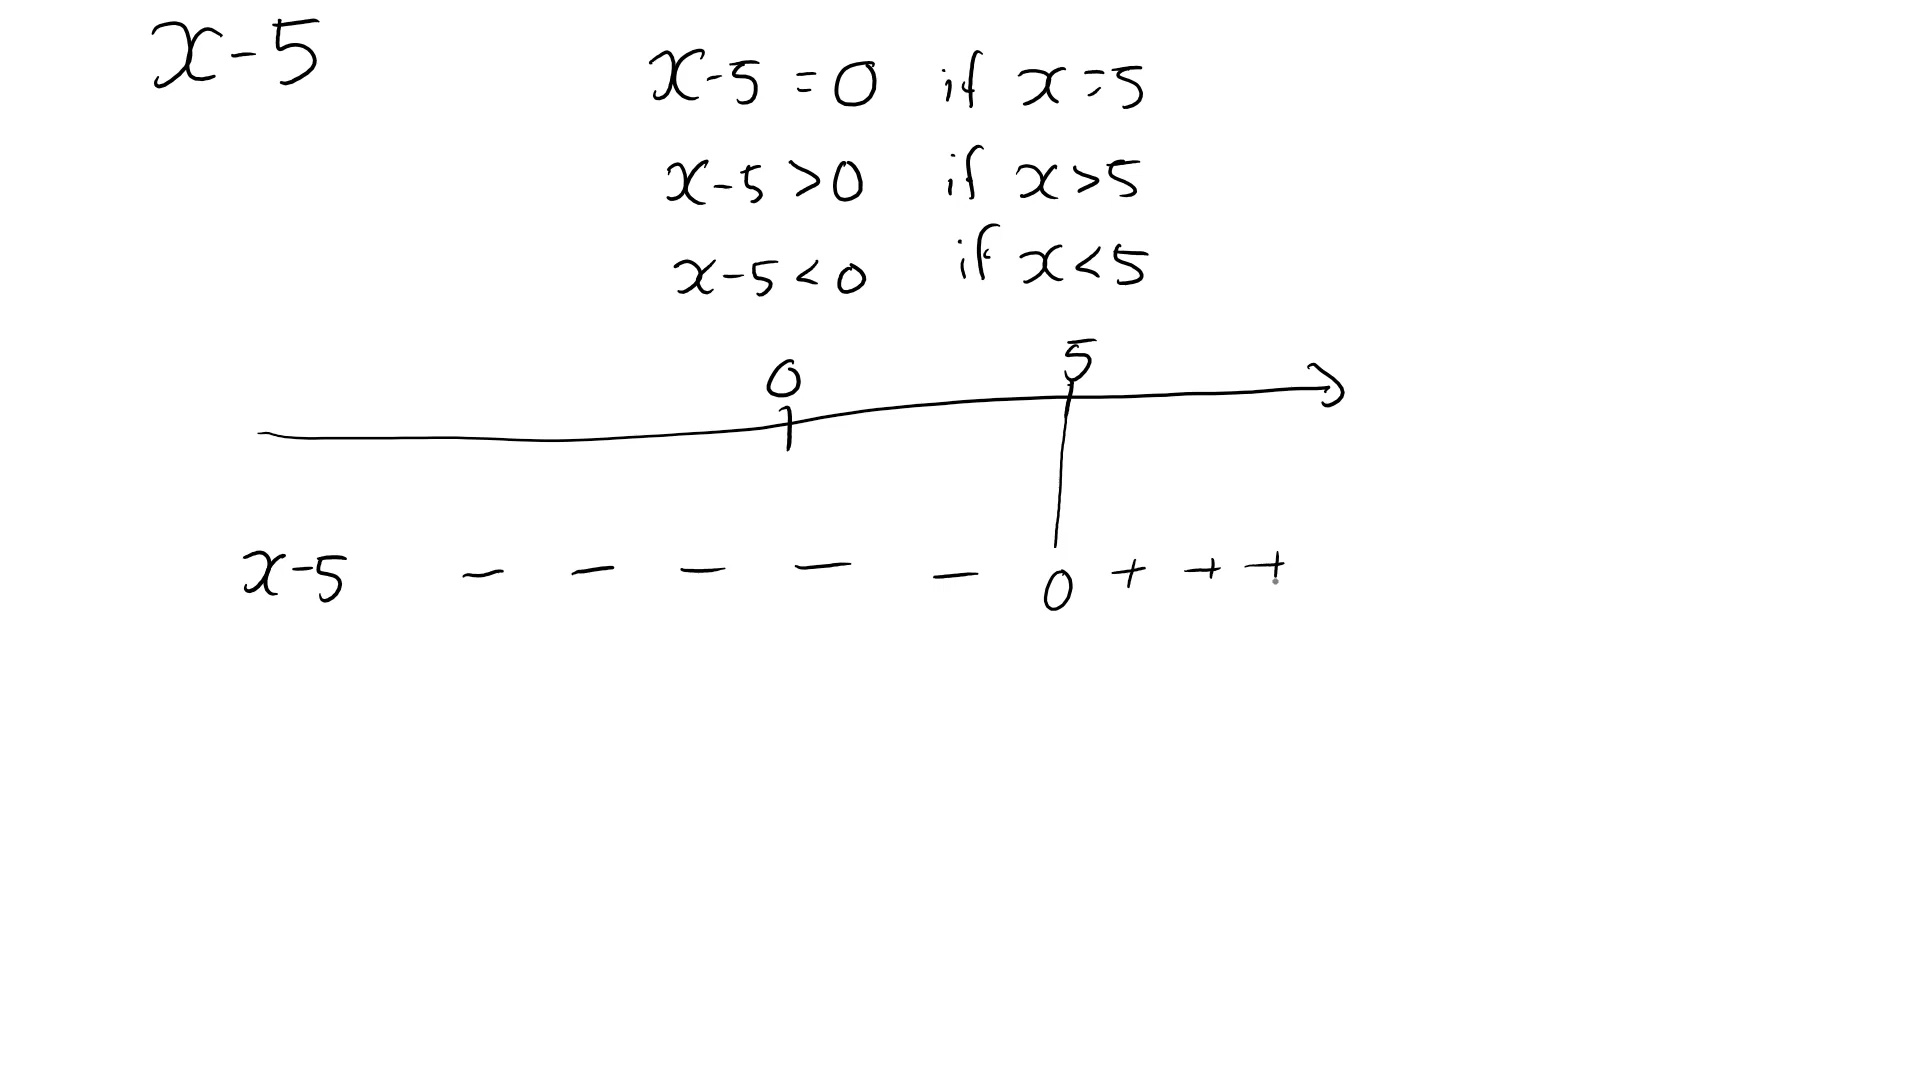 x-5
x-5 = 0 if x = 5
x-5 > 0 if x > 5
x-5 < 0 if x < 5
0 5
x-5 - - - - - 0 + + +